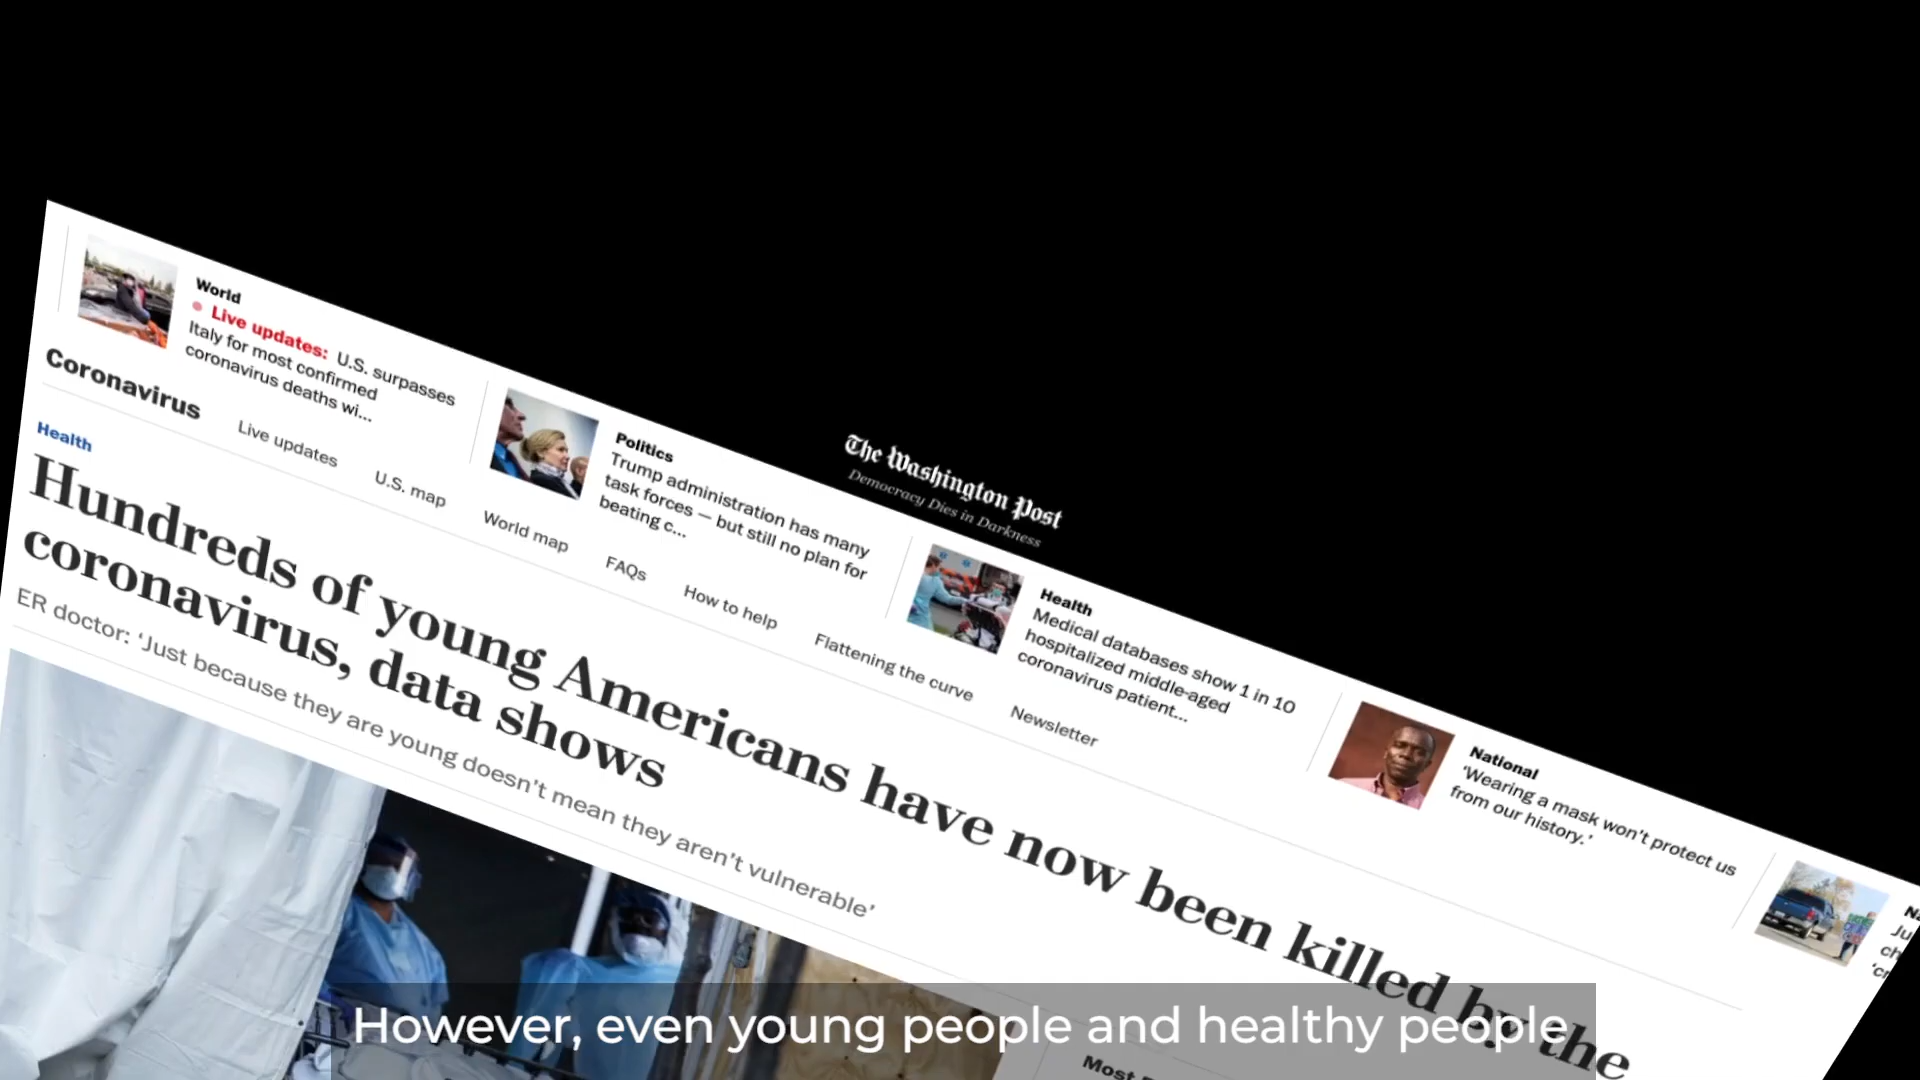 The Washington Post
Democracy Dies in Darkness
World
Live updates: U.S. surpasses
Italy for most confirmed
coronavirus deaths wi...
Politics
Trump administration has many
task forces — but still no plan for
beating c...
Health
Medical databases show 1 in 10
hospitalized middle-aged
coronavirus patient...
National
‘Wearing a mask won’t protect us
from our history.’
Coronavirus
Live updates
U.S. map
World map
FAQs
How to help
Flattening the curve
Newsletter
Health
Hundreds of young Americans have now been killed by the
coronavirus, data shows
ER doctor: ‘Just because they are young doesn’t mean they aren’t vulnerable’
Most
However, even young people and healthy people